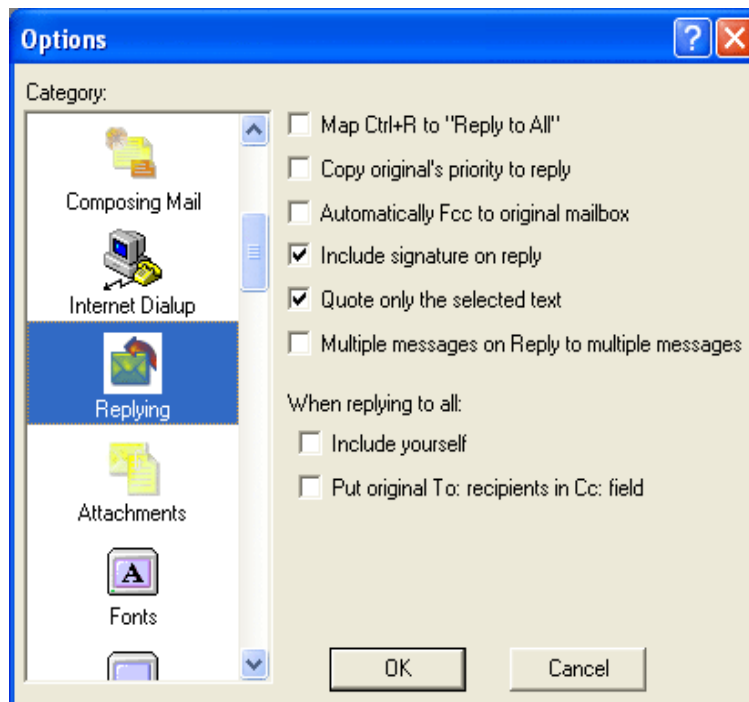 Options
Category:
Composing Mail
Internet Dialup
Replying
Attachments
A
Fonts
Map Ctrl+R to "Reply to All"
Copy original's priority to reply
Automatically Fcc to original mailbox
Include signature on reply
Quote only the selected text
Multiple messages on Reply to multiple messages
When replying to all:
Include yourself
Put original To: recipients in Cc: field
OK
Cancel